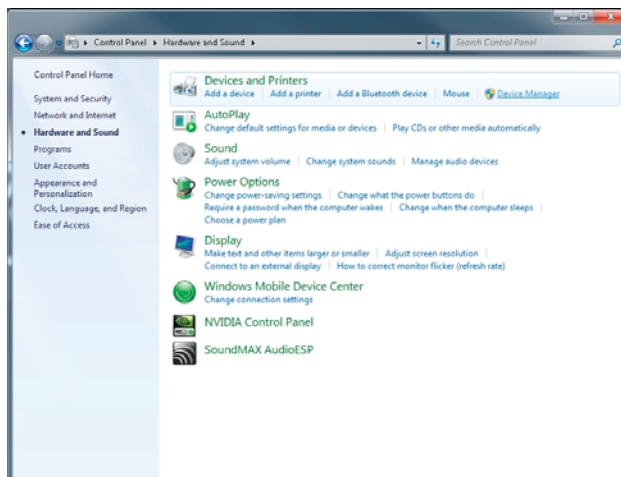 Control Panel ▸ Hardware and Sound ▸
Search Control Panel
Control Panel Home
System and Security
Network and Internet
Hardware and Sound
Programs
User Accounts
Appearance and
Personalization
Clock, Language, and Region
Ease of Access
Devices and Printers
Add a device | Add a printer | Add a Bluetooth device | Mouse | Device Manager
AutoPlay
Change default settings for media or devices | Play CDs or other media automatically
Sound
Adjust system volume | Change system sounds | Manage audio devices
Power Options
Change power-saving settings | Change what the power buttons do |
Require a password when the computer wakes | Change when the computer sleeps |
Choose a power plan
Display
Make text and other items larger or smaller | Adjust screen resolution |
Connect to an external display | How to correct monitor flicker (refresh rate)
Windows Mobile Device Center
Change connection settings
NVIDIA Control Panel
SoundMAX AudioESP